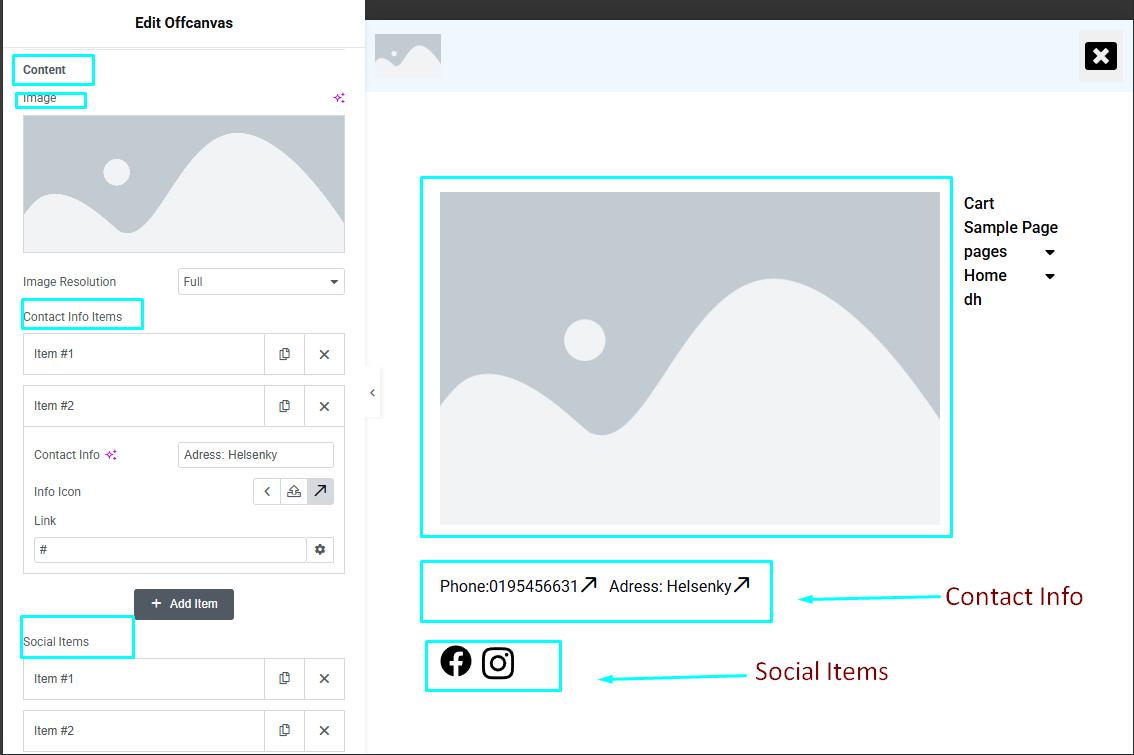 Edit Offcanvas
Content
Image
Image Resolution
Full
Contact Info Items
Item #1
Item #2
Contact Info
Adress: Helsenky
Info Icon
Link
#
+ Add Item
Social Items
Item #1
Item #2
Cart
Sample Page
pages
Home
dh
Phone:0195456631
Adress: Helsenky
Contact Info
Social Items